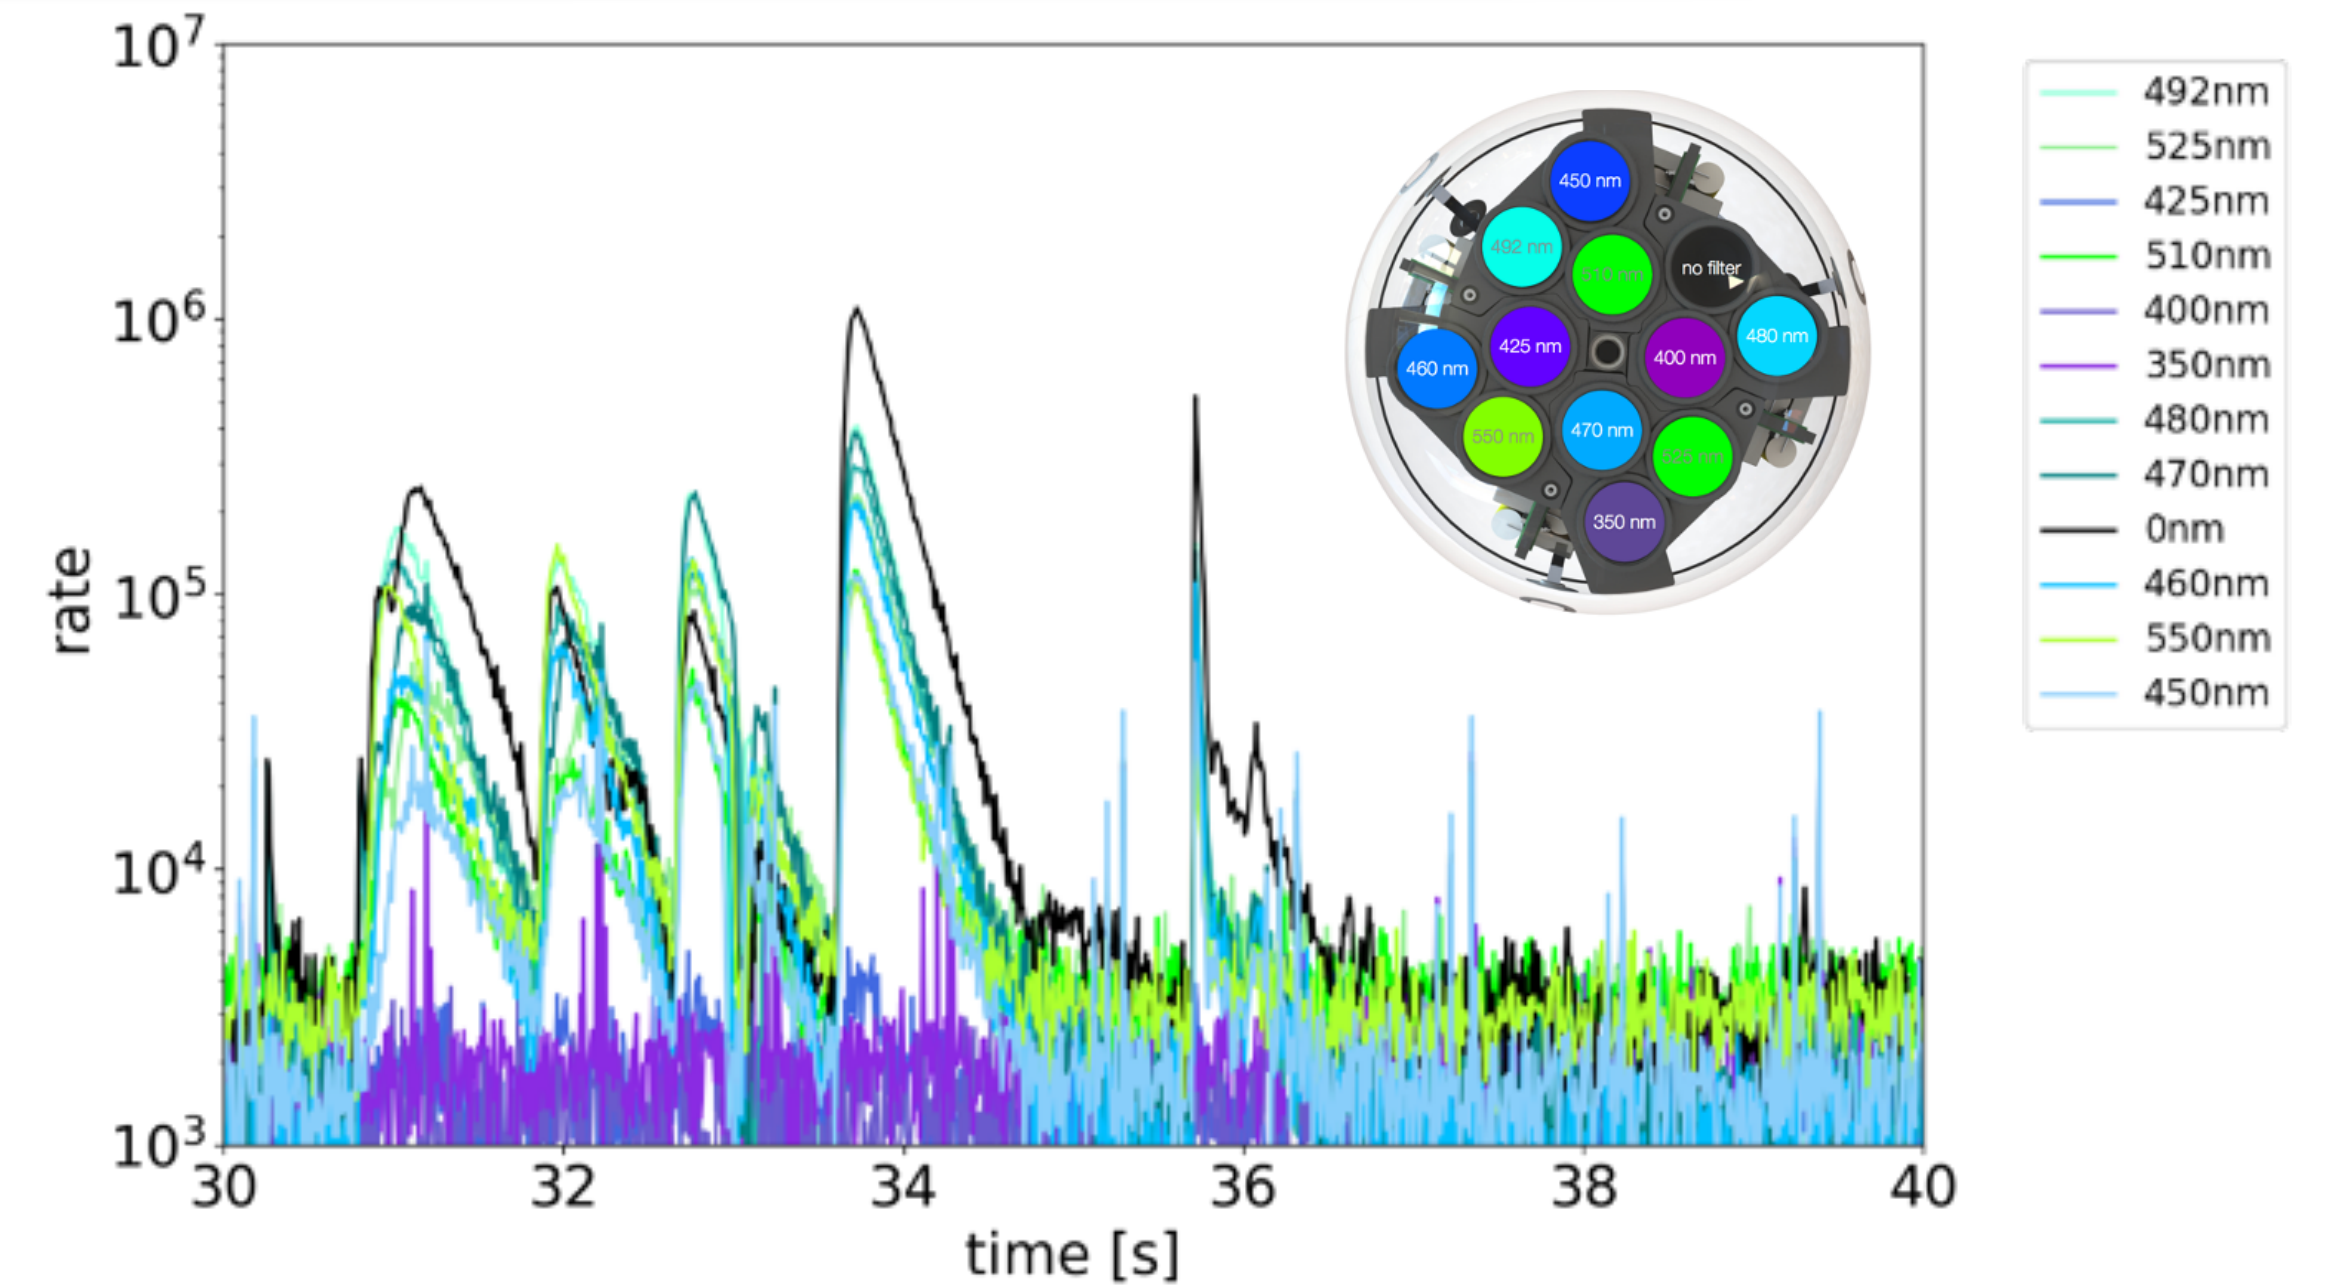 10⁷
10⁶
10⁵
10⁴
10³
rate
30 32 34 36 38 40
time [s]
450 nm
492 nm
510 nm
no filter
480 nm
425 nm
400 nm
460 nm
550 nm
470 nm
525 nm
350 nm
492nm
525nm
425nm
510nm
400nm
350nm
480nm
470nm
0nm
460nm
550nm
450nm